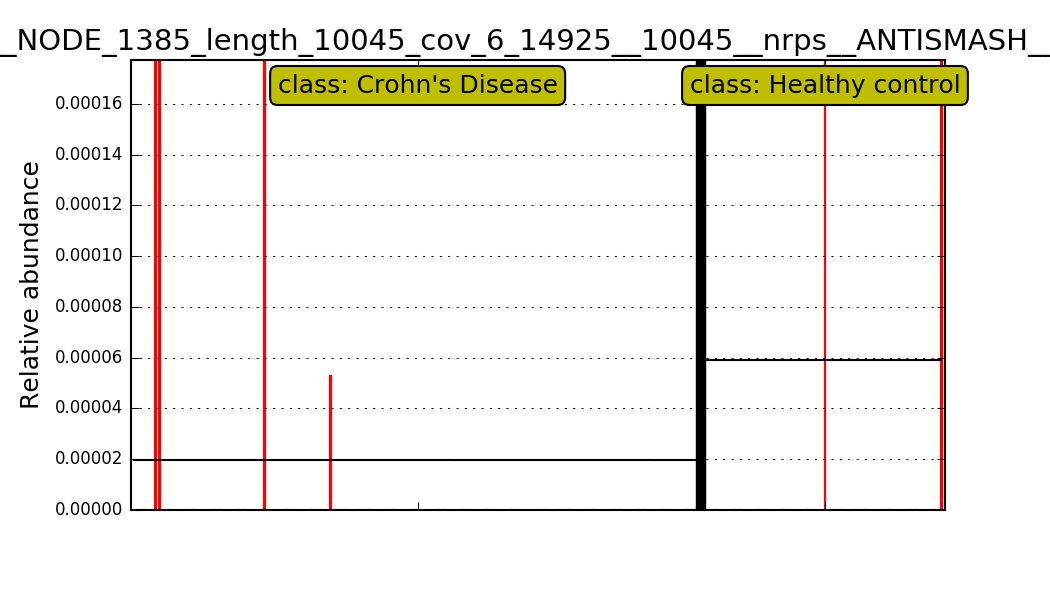 _NODE_1385_length_10045_cov_6_14925__10045__nrps__ANTISMASH__
class: Crohn's Disease
class: Healthy control
Relative abundance
0.00016
0.00014
0.00012
0.00010
0.00008
0.00006
0.00004
0.00002
0.00000